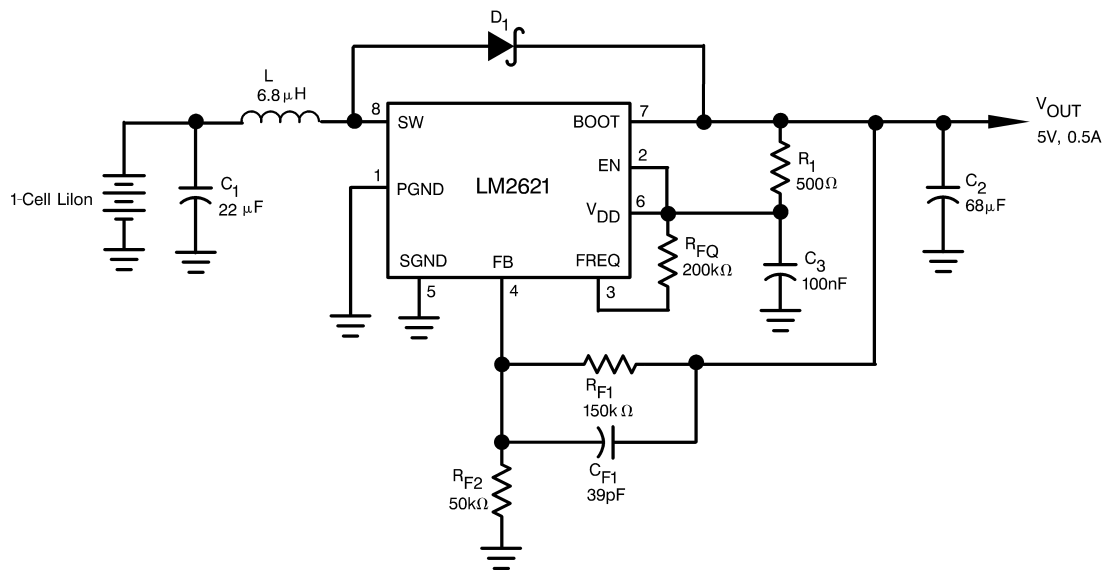 D1
L
6.8 μH
8
SW
BOOT
7
VOUT
5V, 0.5A
EN
2
R1
500Ω
1-Cell LiIon
C1
22 μF
1
PGND
LM2621
VDD
6
C2
68μF
SGND
FB
FREQ
RFQ
200kΩ
C3
100nF
5
4
3
RF1
150kΩ
RF2
50kΩ
CF1
39pF